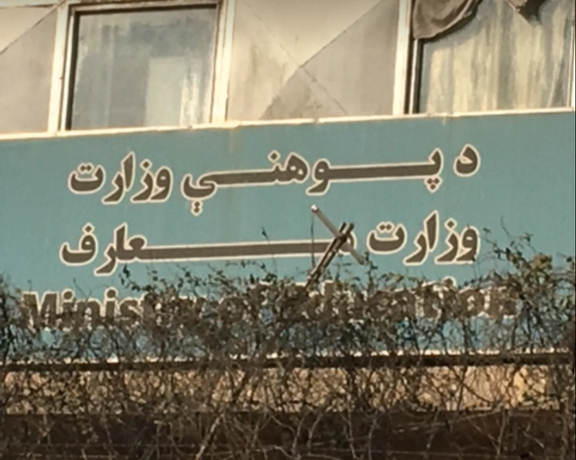 د پوهنې وزارت
وزارت معارف
Ministry of Education